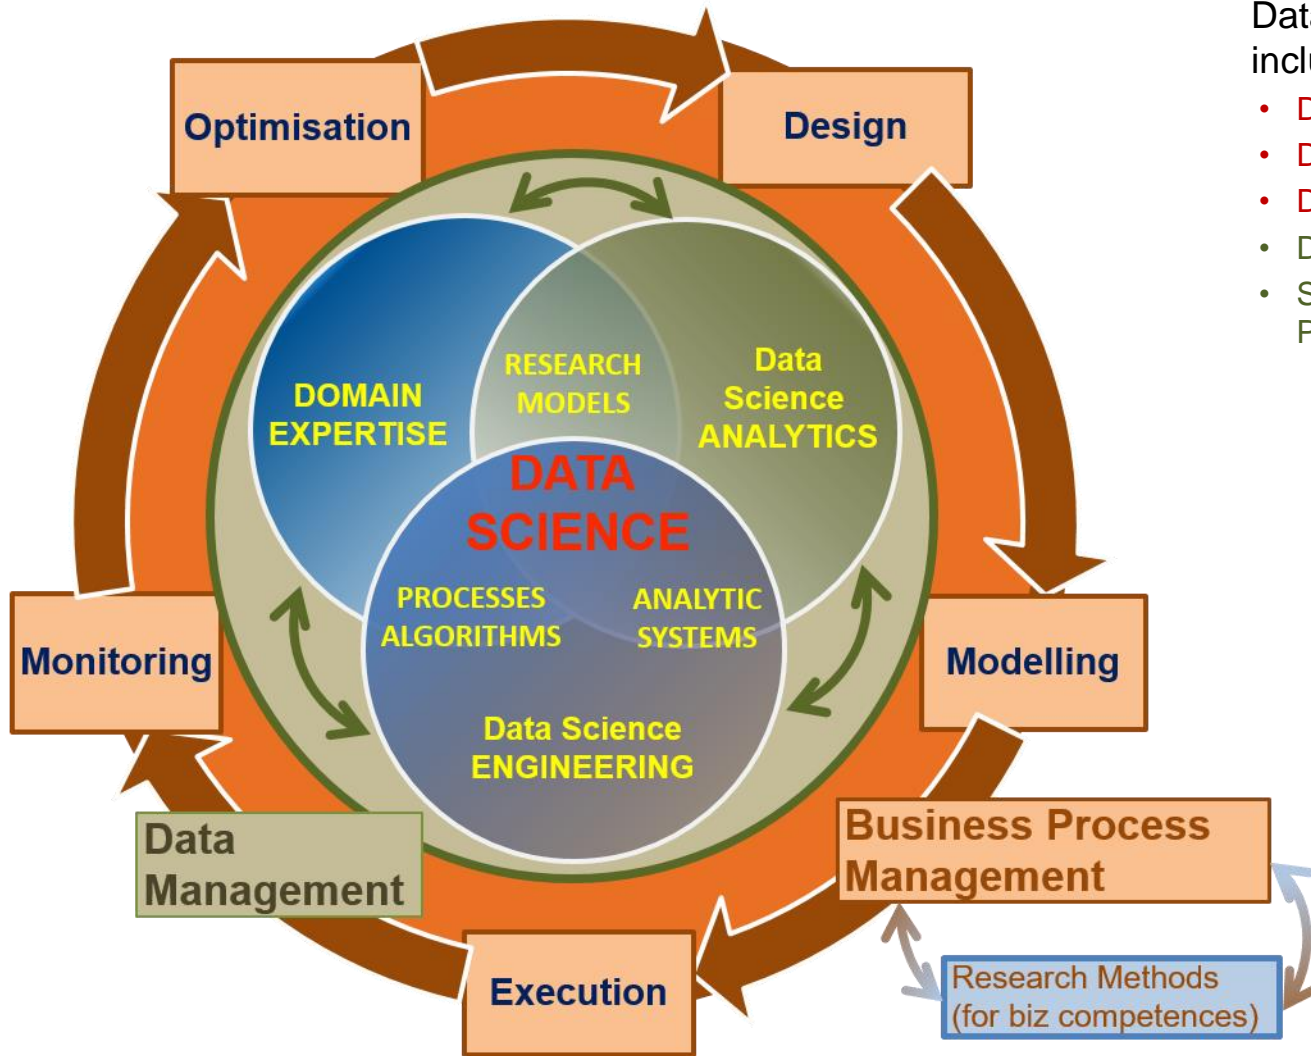 Optimisation
Design
DOMAIN
EXPERTISE
RESEARCH
MODELS
Data
Science
ANALYTICS
DATA
SCIENCE
PROCESSES
ALGORITHMS
ANALYTIC
SYSTEMS
Monitoring
Modelling
Data Science
ENGINEERING
Data
Management
Business Process
Management
Execution
Research Methods
(for biz competences)